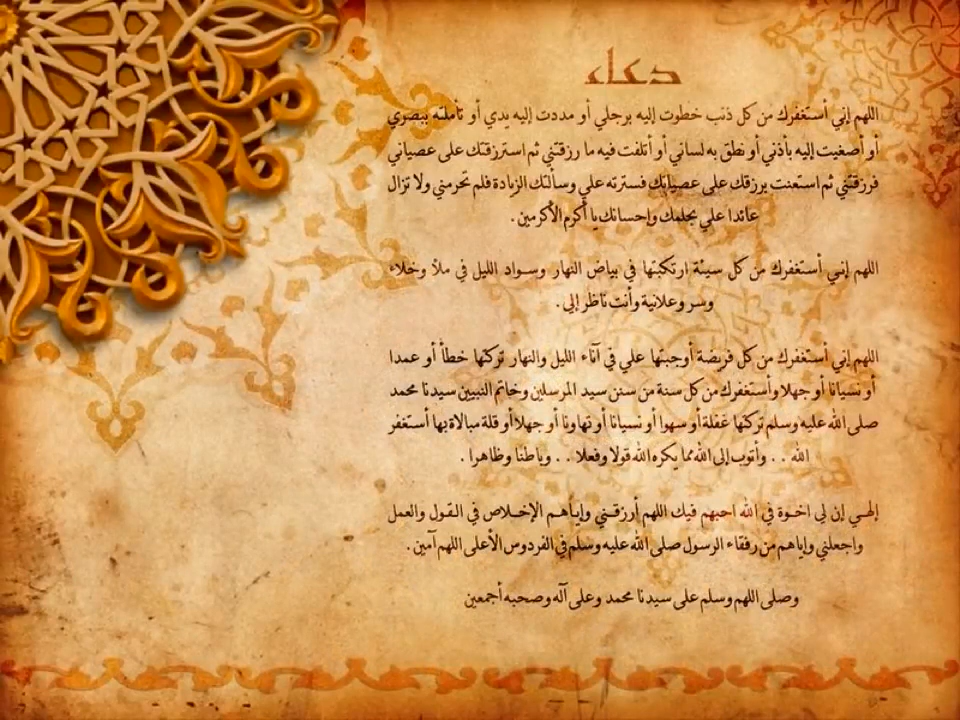 دعاء
اللهم إني أستغفرك من كل ذنب خطوت إليه برجلي أو مددت إليه يدي أو تأملته ببصري
أو أصغيت إليه بأذني أو نطق به لساني أو أتلفت فيه ما رزقتني ثم استرزقتك على عصياني
فرزقتني ثم استعنت برزقك على عصيانك فسترته علي وسألتك الزيادة فلم تحرمني ولا تزال
عائدا علي بحلمك وإحسانك يا أكرم الأكرمين .
اللهم إني أستغفرك من كل سيئة ارتكبتها في بياض النهار وسواد الليل في ملأ وخلاء
وسر وعلانية وأنت ناظر إلي .
اللهم إني أستغفرك من كل فريضة أوجبتها علي في آناء الليل والنهار تركتها خطأ أو عمدا
أو نسيانا أو جهلا وأستغفرك من كل سنة من سنن سيد المرسلين وخاتم النبيين سيدنا محمد
صلى الله عليه وسلم تركتها غفلة أو سهوا أو نسيانا أو تهاونا أو جهلا أو قلة مبالاة بها أستغفر
الله . . وأتوب إلى الله مما يكره الله قولا وفعلا . . وباطنا وظاهرا .
إلهي إن لي اخوة في الله احبهم فيك اللهم أرزقني وإياهم الإخلاص في القول والعمل
واجعلني وإياهم من رفقاء الرسول صلى الله عليه وسلم في الفردوس الأعلى اللهم آمين .
وصلى اللهم وسلم على سيدنا محمد وعلى آله وصحبه أجمعين